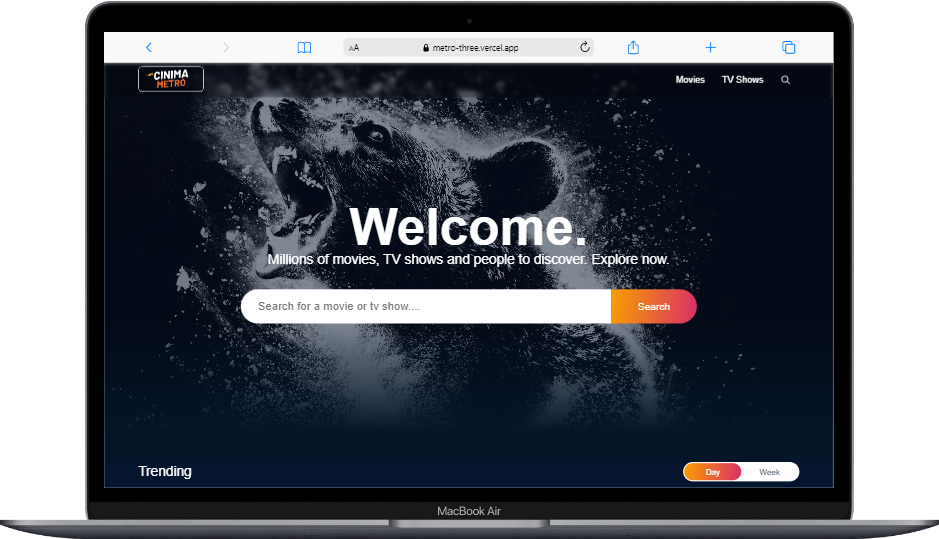 AA metro-three.vercel.app
CINIMA
METRO
Movies TV Shows
Welcome.
Millions of movies, TV shows and people to discover. Explore now.
Search for a movie or tv show....
Search
Trending
Day Week
MacBook Air